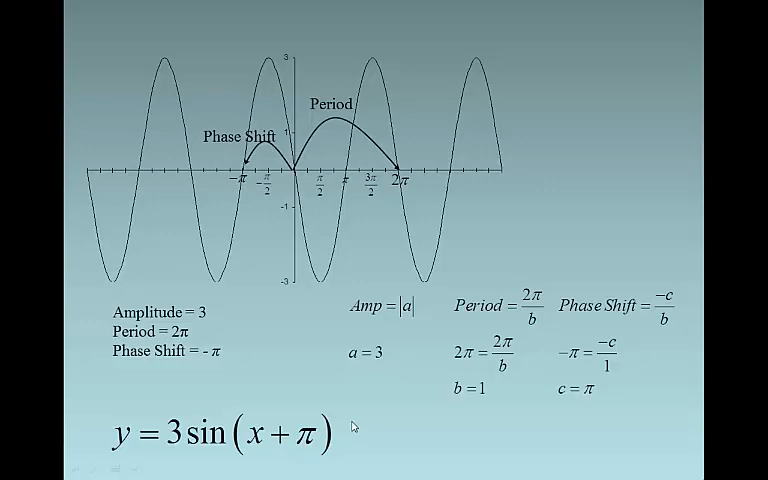 3
Period
Phase Shift
1
−π −π/2 π/2 π 3π/2 2π
-1
-3
Amplitude = 3
Period = 2π
Phase Shift = - π
Amp = |a|
a = 3
Period = 2π/b
2π = 2π/b
b = 1
Phase Shift = −c/b
−π = −c/1
c = π
y = 3 sin (x + π)